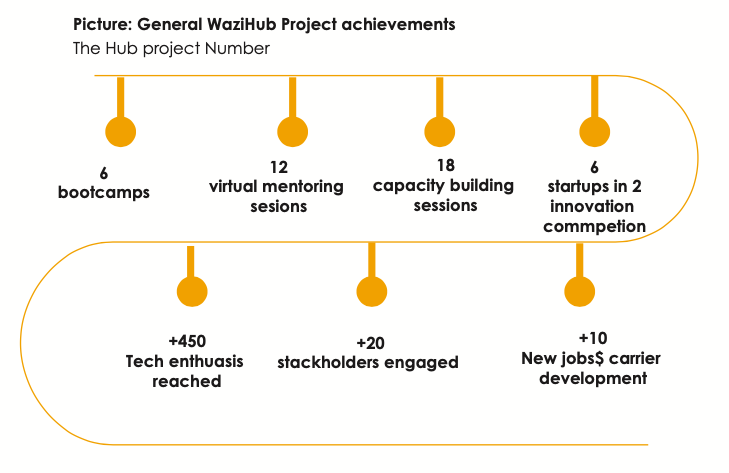 Picture: General WaziHub Project achievements
The Hub project Number
6
bootcamps
12
virtual mentoring
sesions
18
capacity building
sessions
6
startups in 2
innovation
commpetion
+450
Tech enthuasis
reached
+20
stackholders engaged
+10
New jobs$ carrier
development